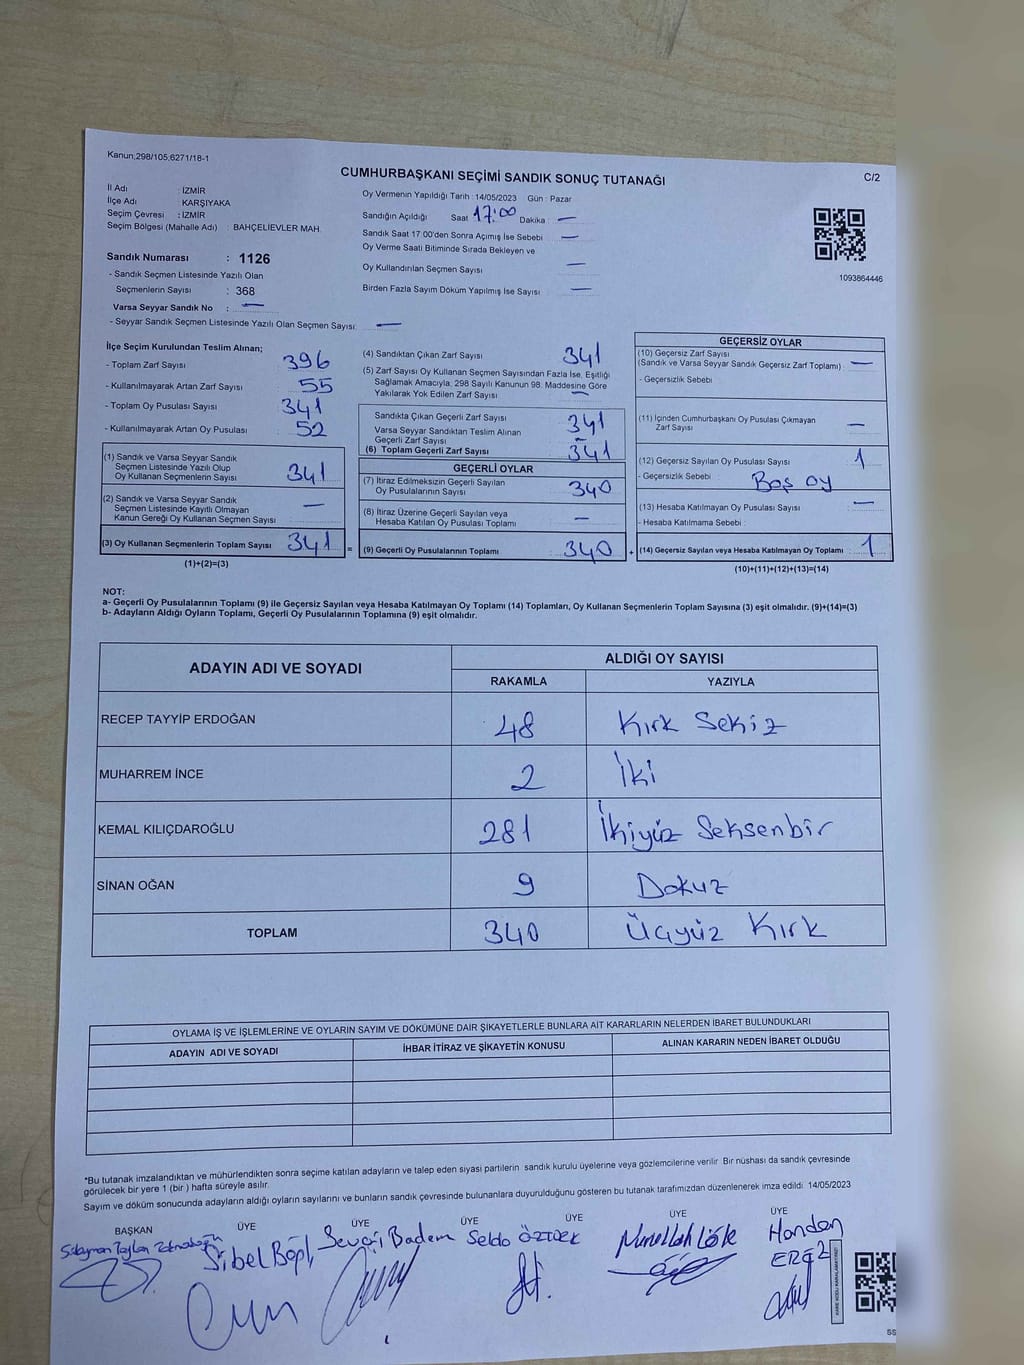 Kanun:298/105;6271/18-1
CUMHURBAŞKANI SEÇİMİ SANDIK SONUÇ TUTANAĞI
C/2
İl Adı : İZMİR
İlçe Adı : KARŞIYAKA
Seçim Çevresi : İZMİR
Seçim Bölgesi (Mahalle Adı) : BAHÇELİEVLER MAH.
Sandık Numarası : 1126
- Sandık Seçmen Listesinde Yazılı Olan
Seçmenlerin Sayısı : 368
Varsa Seyyar Sandık No : —
- Seyyar Sandık Seçmen Listesinde Yazılı Olan Seçmen Sayısı: —
Oy Vermenin Yapıldığı Tarih : 14/05/2023 Gün : Pazar
Sandığın Açıldığı Saat 17:00 Dakika : —
Sandık Saat 17.00'den Sonra Açımış İse Sebebi —
Oy Verme Saati Bitiminde Sırada Bekleyen ve
Oy Kullandırılan Seçmen Sayısı —
Birden Fazla Sayım Döküm Yapılmış İse Sayısı : —
1093864446
İlçe Seçim Kurulundan Teslim Alınan;
- Toplam Zarf Sayısı 396
- Kullanılmayarak Artan Zarf Sayısı 55
- Toplam Oy Pusulası Sayısı 341
- Kullanılmayarak Artan Oy Pusulası 52
(1) Sandık ve Varsa Seyyar Sandık
Seçmen Listesinde Yazılı Olup
Oy Kullanan Seçmenlerin Sayısı 341
(2) Sandık ve Varsa Seyyar Sandık
Seçmen Listesinde Kayıtlı Olmayan
Kanun Gereği Oy Kullanan Seçmen Sayısı —
(3) Oy Kullanan Seçmenlerin Toplam Sayısı 341 =
(1)+(2)=(3)
(4) Sandıktan Çıkan Zarf Sayısı 341
(5) Zarf Sayısı Oy Kullanan Seçmen Sayısından Fazla İse, Eşitliği
Sağlamak Amacıyla, 298 Sayılı Kanunun 98. Maddesine Göre
Yakılarak Yok Edilen Zarf Sayısı —
Sandıkta Çıkan Geçerli Zarf Sayısı 341
Varsa Seyyar Sandıktan Teslim Alınan
Geçerli Zarf Sayısı —
(6) Toplam Geçerli Zarf Sayısı 341
GEÇERLİ OYLAR
(7) İtiraz Edilmeksizin Geçerli Sayılan
Oy Pusulalarının Sayısı 340
(8) İtiraz Üzerine Geçerli Sayılan veya
Hesaba Katılan Oy Pusulası Toplamı —
(9) Geçerli Oy Pusulalarının Toplamı 340 +
GEÇERSİZ OYLAR
(10) Geçersiz Zarf Sayısı
(Sandık ve Varsa Seyyar Sandık Geçersiz Zarf Toplamı) —
- Geçersizlik Sebebi :
(11) İçinden Cumhurbaşkanı Oy Pusulası Çıkmayan
Zarf Sayısı —
(12) Geçersiz Sayılan Oy Pusulası Sayısı 1
- Geçersizlik Sebebi : Boş oy
(13) Hesaba Katılmayan Oy Pusulası Sayısı —
- Hesaba Katılmama Sebebi :
(14) Geçersiz Sayılan veya Hesaba Katılmayan Oy Toplamı : 1
(10)+(11)+(12)+(13)=(14)
NOT:
a- Geçerli Oy Pusulalarının Toplamı (9) ile Geçersiz Sayılan veya Hesaba Katılmayan Oy Toplamı (14) Toplamları, Oy Kullanan Seçmenlerin Toplam Sayısına (3) eşit olmalıdır. (9)+(14)=(3)
b- Adayların Aldığı Oyların Toplamı, Geçerli Oy Pusulalarının Toplamına (9) eşit olmalıdır.
ADAYIN ADI VE SOYADI
ALDIĞI OY SAYISI
RAKAMLA YAZIYLA
RECEP TAYYİP ERDOĞAN 48 Kırk Sekiz
MUHARREM İNCE 2 İki
KEMAL KILIÇDAROĞLU 281 İkiyüz Seksenbir
SİNAN OĞAN 9 Dokuz
TOPLAM 340 Üçyüz Kırk
OYLAMA İŞ VE İŞLEMLERİNE VE OYLARIN SAYIM VE DÖKÜMÜNE DAİR ŞİKAYETLERLE BUNLARA AİT KARARLARIN NELERDEN İBARET BULUNDUKLARI
ADAYIN ADI VE SOYADI İHBAR İTİRAZ VE ŞİKAYETİN KONUSU ALINAN KARARIN NEDEN İBARET OLDUĞU
*Bu tutanak imzalandıktan ve mühürlendikten sonra seçime katılan adayların ve talep eden siyasi partilerin sandık kurulu üyelerine veya gözlemcilerine verilir. Bir nüshası da sandık çevresinde
görülecek bir yere 1 (bir) hafta süreyle asılır.
Sayım ve döküm sonucunda adayların aldığı oyların sayılarını ve bunların sandık çevresinde bulunanlara duyurulduğunu gösteren bu tutanak tarafımızdan düzenlenerek imza edildi. 14/05/2023
BAŞKAN ÜYE ÜYE ÜYE ÜYE ÜYE ÜYE
Sibel Sevgi Badem Selda ÖZTÜRK Handan